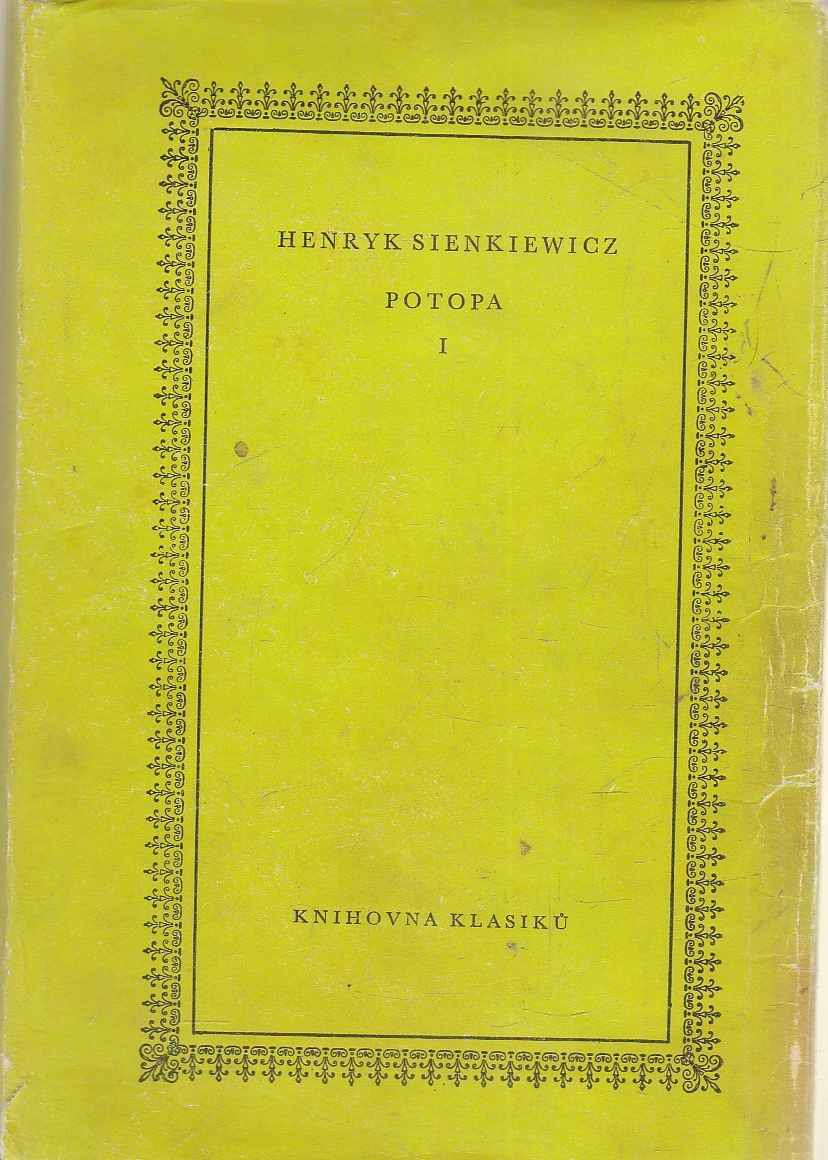 HENRYK SIENKIEWICZ
POTOPA
I
KNIHOVNA KLASIKŮ